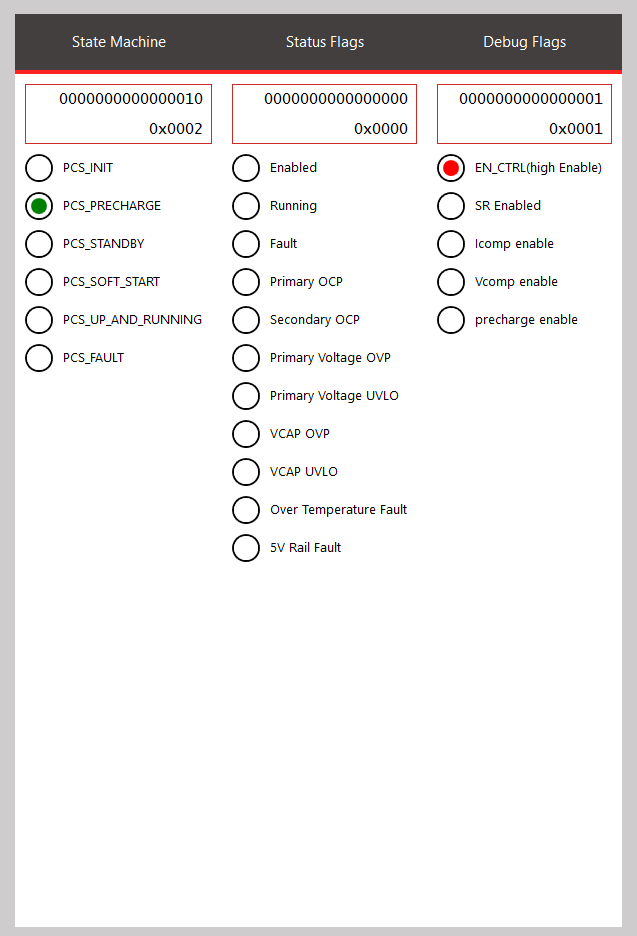 State Machine
Status Flags
Debug Flags
0000000000000010
0x0002
PCS_INIT
PCS_PRECHARGE
PCS_STANDBY
PCS_SOFT_START
PCS_UP_AND_RUNNING
PCS_FAULT
0000000000000000
0x0000
Enabled
Running
Fault
Primary OCP
Secondary OCP
Primary Voltage OVP
Primary Voltage UVLO
VCAP OVP
VCAP UVLO
Over Temperature Fault
5V Rail Fault
0000000000000001
0x0001
EN_CTRL(high Enable)
SR Enabled
Icomp enable
Vcomp enable
precharge enable